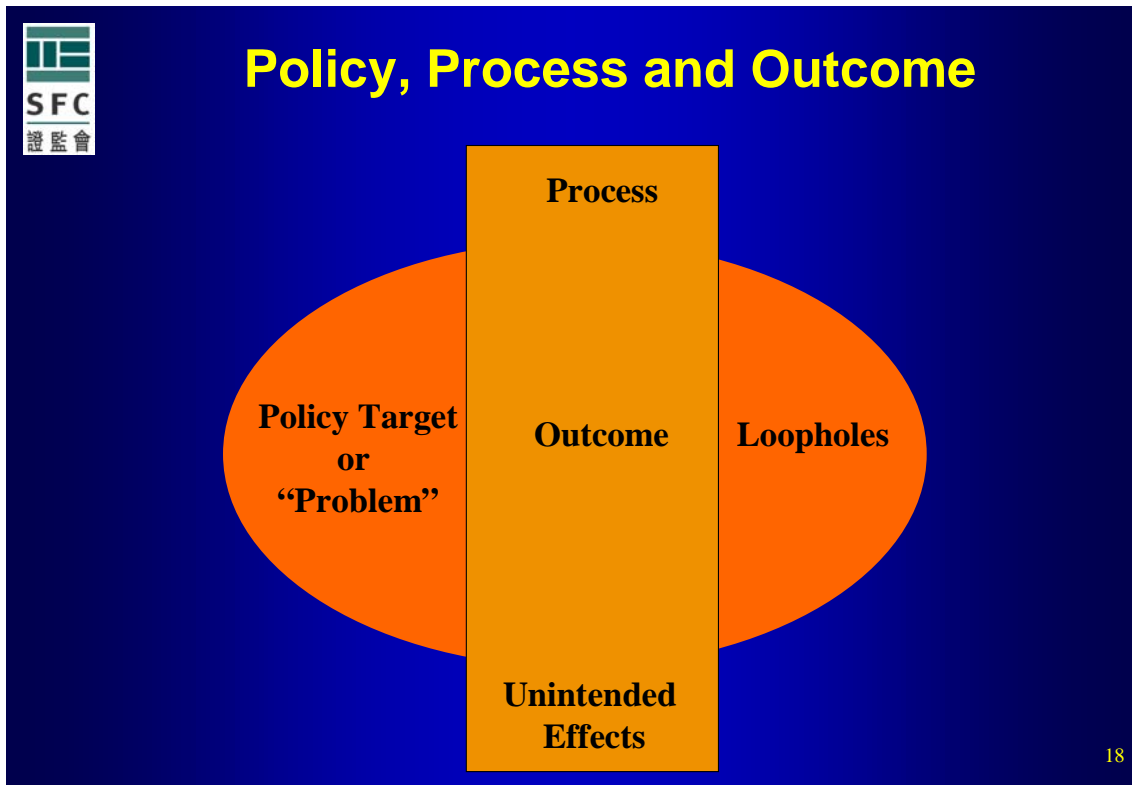 SFC
證監會
Policy, Process and Outcome
Process
Policy Target
or
“Problem”
Outcome
Loopholes
Unintended
Effects
18